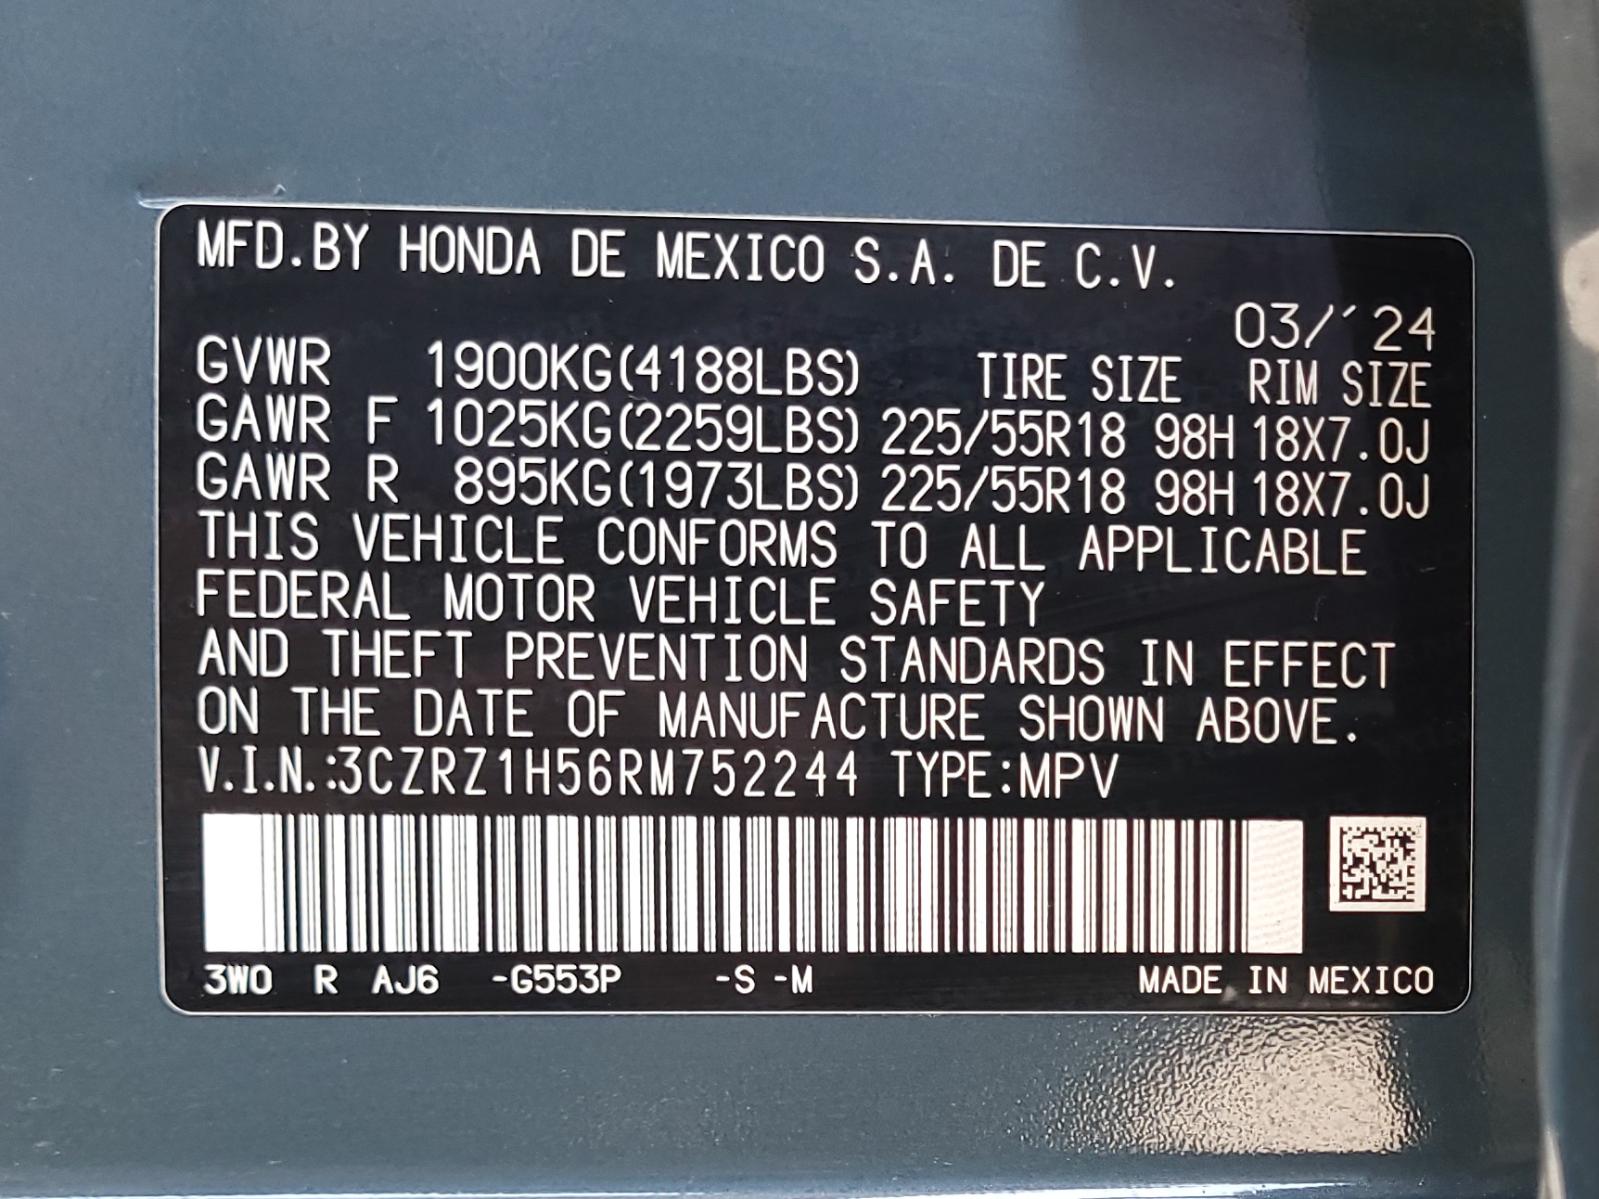 MFD.BY HONDA DE MEXICO S.A. DE C.V.
03/´24
GVWR 1900KG(4188LBS) TIRE SIZE RIM SIZE
GAWR F 1025KG(2259LBS) 225/55R18 98H 18X7.0J
GAWR R 895KG(1973LBS) 225/55R18 98H 18X7.0J
THIS VEHICLE CONFORMS TO ALL APPLICABLE
FEDERAL MOTOR VEHICLE SAFETY
AND THEFT PREVENTION STANDARDS IN EFFECT
ON THE DATE OF MANUFACTURE SHOWN ABOVE.
V.I.N.:3CZRZ1H56RM752244 TYPE:MPV
3W0 R AJ6 -G553P -S -M MADE IN MEXICO